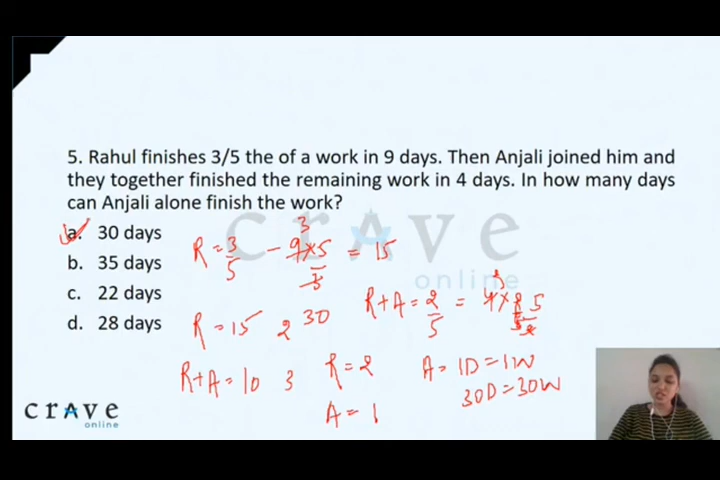 5. Rahul finishes 3/5 the of a work in 9 days. Then Anjali joined him and
they together finished the remaining work in 4 days. In how many days
can Anjali alone finish the work?
a. 30 days
b. 35 days
c. 22 days
d. 28 days
R = 3/5 - 9 × 5/3 = 15
3
R + A = 2/5 = 4 × 5/2
R = 15 2 30
R + A = 10 3
R = 2
A = 1
A = 1D = 1W
30D = 30W
crave
online
crave
online